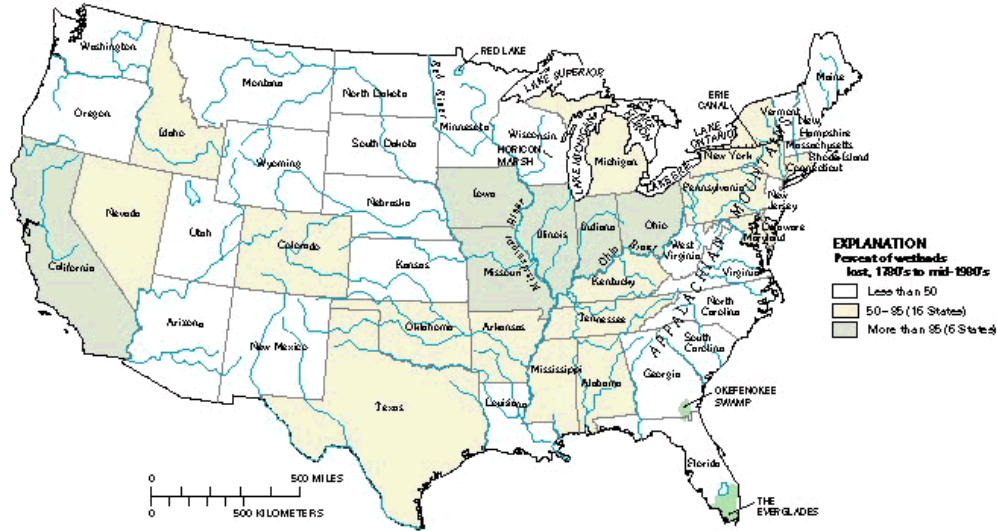 Washington
Montana
North Dakota
Red River
RED LAKE
LAKE SUPERIOR
Maine
Oregon
Idaho
Minnesota
Wisconsin
ERIE
CANAL
Vermont
New
Hampshire
South Dakota
HORICON
MARSH
LAKE MICHIGAN
Michigan
LAKE
ONTARIO
Massachusetts
New York
Rhode Island
Connecticut
Wyoming
LAKE ERIE
Iowa
Pennsylvania
Nevada
Nebraska
New
Jersey
Utah
Colorado
Illinois
Indiana
Ohio
Delaware
Maryland
California
Kansas
Missouri
Mississippi River
Ohio River
West
Virginia
Virginia
Kentucky
APPALACHIAN MOUNTAINS
North
Carolina
Arizona
New Mexico
Oklahoma
Arkansas
Tennessee
South
Carolina
Mississippi
Alabama
Georgia
Texas
Louisiana
OKEFENOKEE
SWAMP
Florida
THE
EVERGLADES
EXPLANATION
Percent of wetlands
lost, 1780's to mid-1980's
Less than 50
50-85 (16 States)
More than 85 (6 States)
0 500 MILES
0 500 KILOMETERS